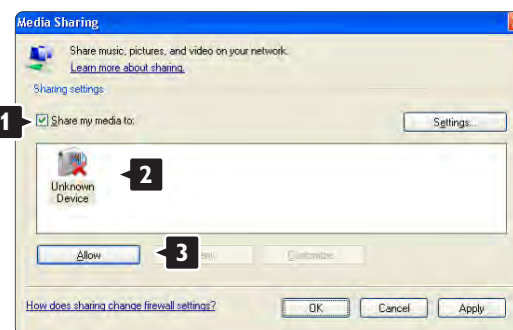 Media Sharing
Share music, pictures, and video on your network.
Learn more about sharing.
Sharing settings
1
Share my media to:
Settings...
Unknown
Device
2
Allow
3
Customize
How does sharing change firewall settings?
OK
Cancel
Apply